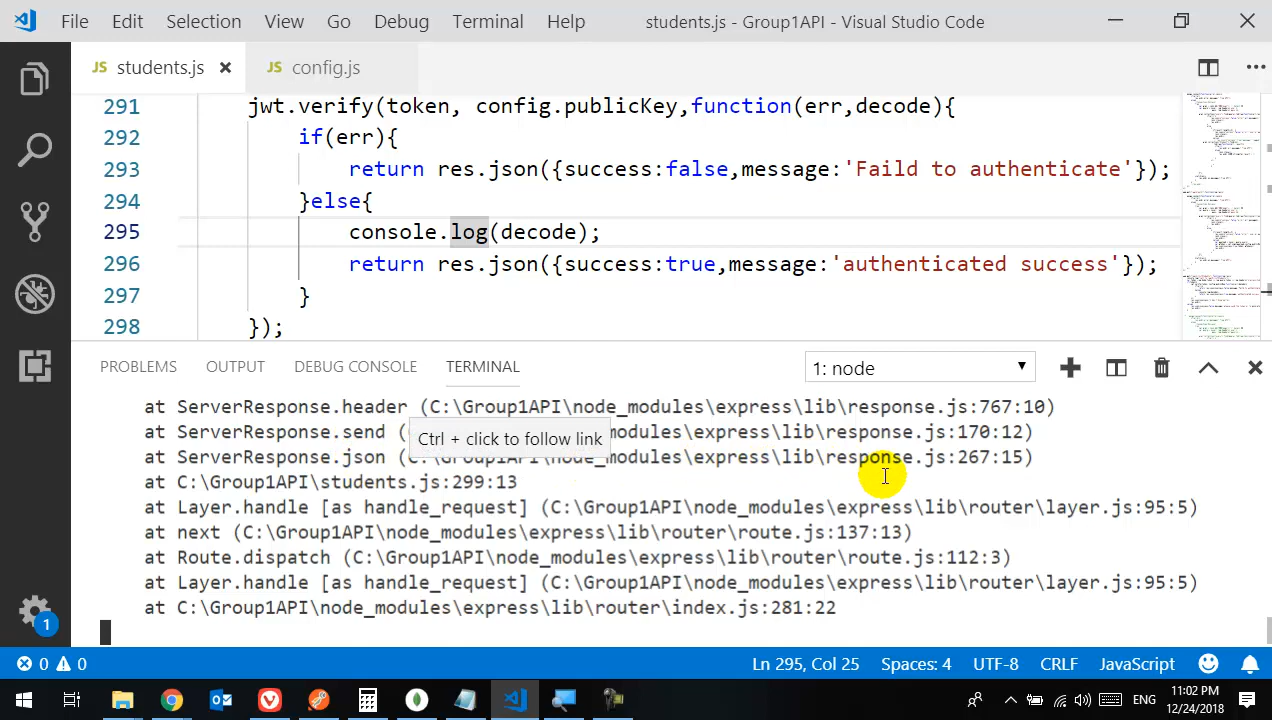 File Edit Selection View Go Debug Terminal Help students.js - Group1API - Visual Studio Code
JS students.js JS config.js
291 jwt.verify(token, config.publicKey,function(err,decode){
292 if(err){
293 return res.json({success:false,message:'Faild to authenticate'});
294 }else{
295 console.log(decode);
296 return res.json({success:true,message:'authenticated success'});
297 }
298 });
PROBLEMS OUTPUT DEBUG CONSOLE TERMINAL 1: node
at ServerResponse.header (C:\Group1API\node_modules\express\lib\response.js:767:10)
at ServerResponse.send (
Ctrl + click to follow link
modules\express\lib\response.js:170:12)
at ServerResponse.json (C:\Group1API\node_modules\express\lib\response.js:267:15)
at C:\Group1API\students.js:299:13
at Layer.handle [as handle_request] (C:\Group1API\node_modules\express\lib\router\layer.js:95:5)
at next (C:\Group1API\node_modules\express\lib\router\route.js:137:13)
at Route.dispatch (C:\Group1API\node_modules\express\lib\router\route.js:112:3)
at Layer.handle [as handle_request] (C:\Group1API\node_modules\express\lib\router\layer.js:95:5)
at C:\Group1API\node_modules\express\lib\router\index.js:281:22
1
0 0 Ln 295, Col 25 Spaces: 4 UTF-8 CRLF JavaScript
ENG 11:02 PM
12/24/2018